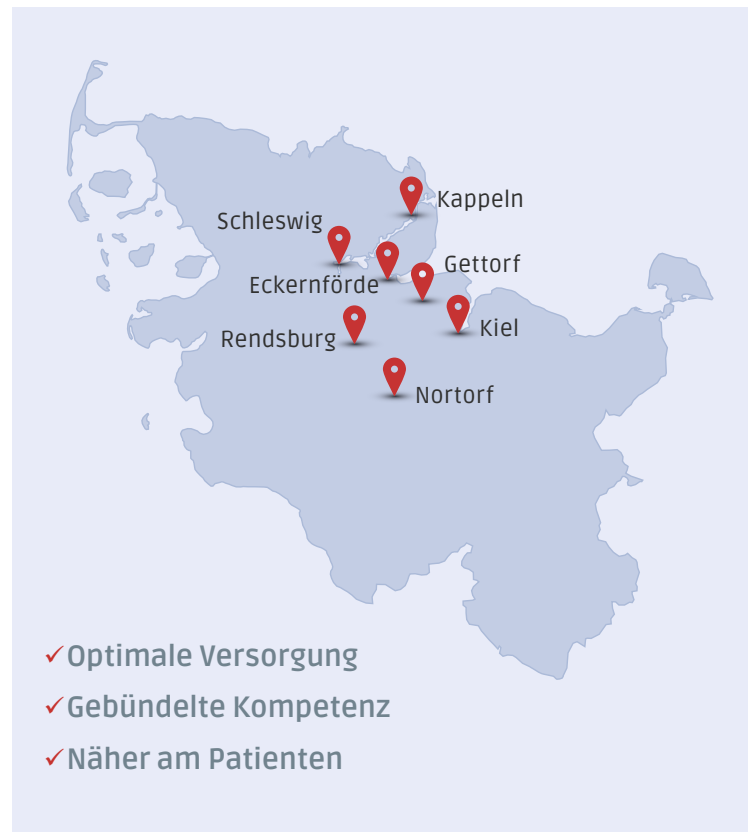 Kappeln
Schleswig
Gettorf
Eckernförde
Kiel
Rendsburg
Nortorf
✓Optimale Versorgung
✓Gebündelte Kompetenz
✓Näher am Patienten